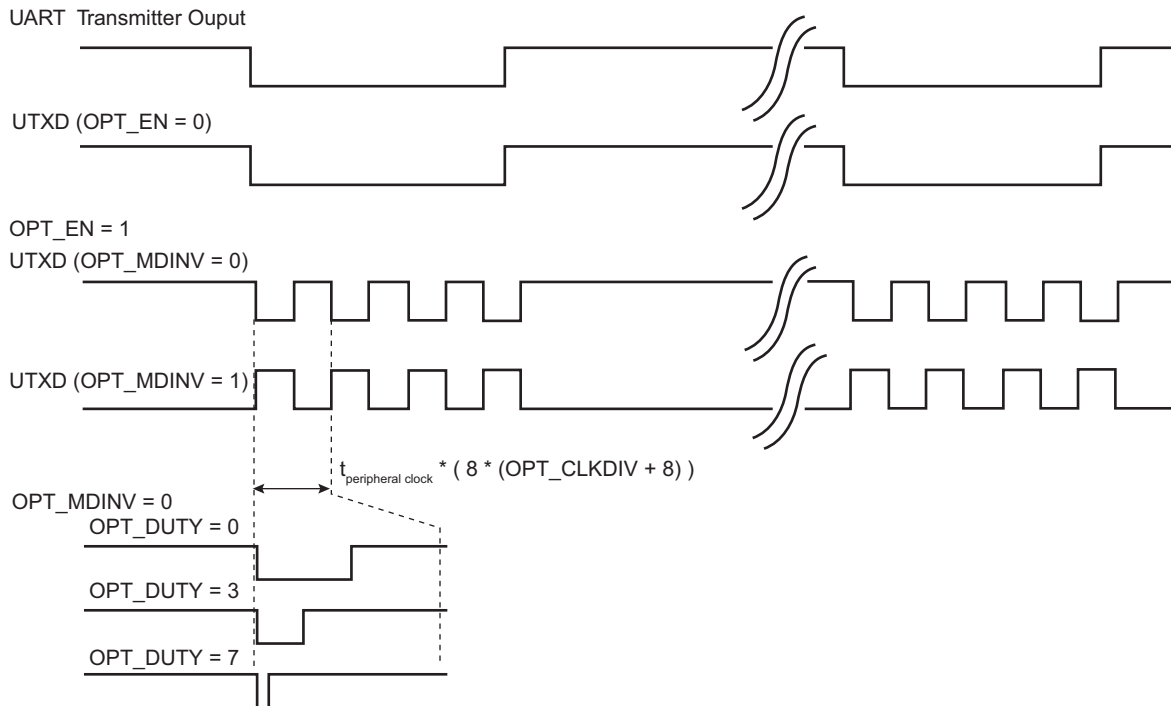 UART Transmitter Ouput
UTXD (OPT_EN = 0)
OPT_EN = 1
UTXD (OPT_MDINV = 0)
UTXD (OPT_MDINV = 1)
t peripheral clock * ( 8 * (OPT_CLKDIV + 8) )
OPT_MDINV = 0
OPT_DUTY = 0
OPT_DUTY = 3
OPT_DUTY = 7